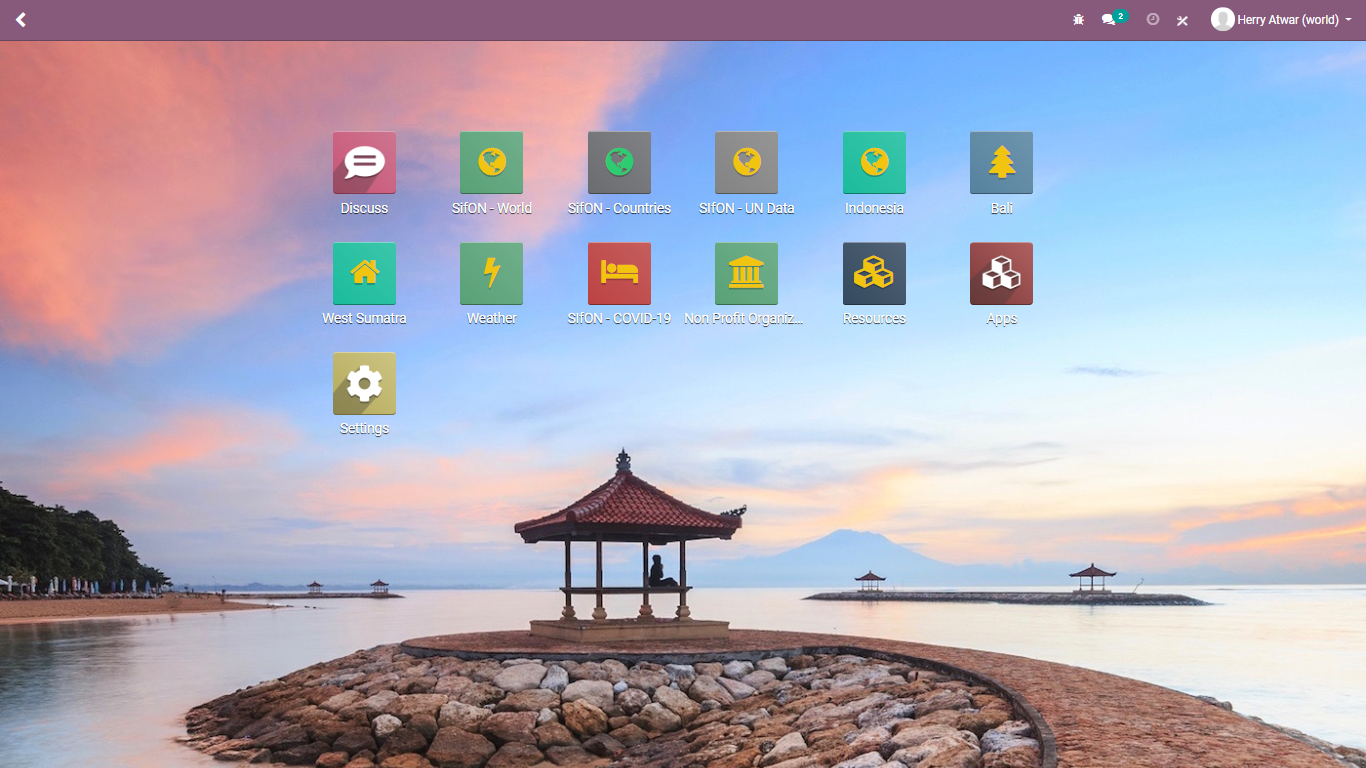 2
Herry Atwar (world)
Discuss
SifON - World
SifON - Countries
SIfON - UN Data
Indonesia
Bali
West Sumatra
Weather
SIfON - COVID-19
Non Profit Organiz...
Resources
Apps
Settings